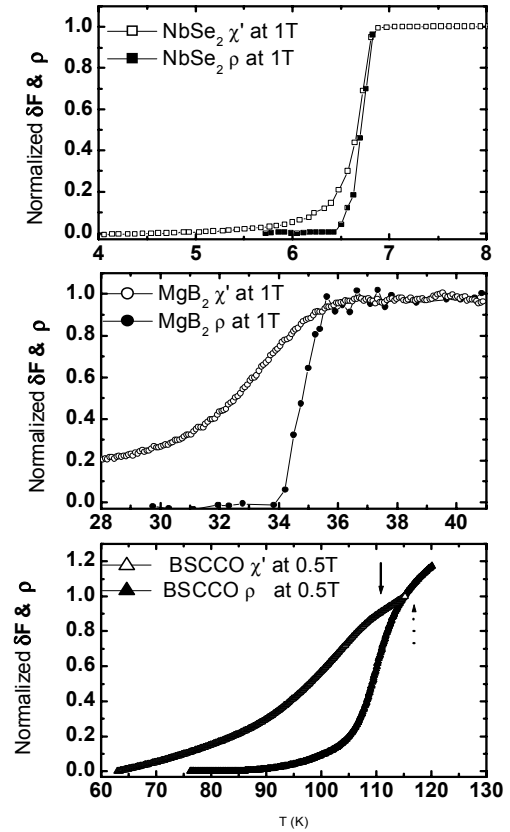 1.0
0.8
0.6
0.4
0.2
0.0
Normalized δF & ρ
NbSe2 χ' at 1T
NbSe2 ρ at 1T
4 5 6 7 8
1.0
0.8
0.6
0.4
0.2
0.0
Normalized δF & ρ
MgB2 χ' at 1T
MgB2 ρ at 1T
28 30 32 34 36 38 40
1.2
1.0
0.8
0.6
0.4
0.2
0.0
Normalized δF & ρ
BSCCO χ' at 0.5T
BSCCO ρ at 0.5T
60 70 80 90 100 110 120 130
T (K)